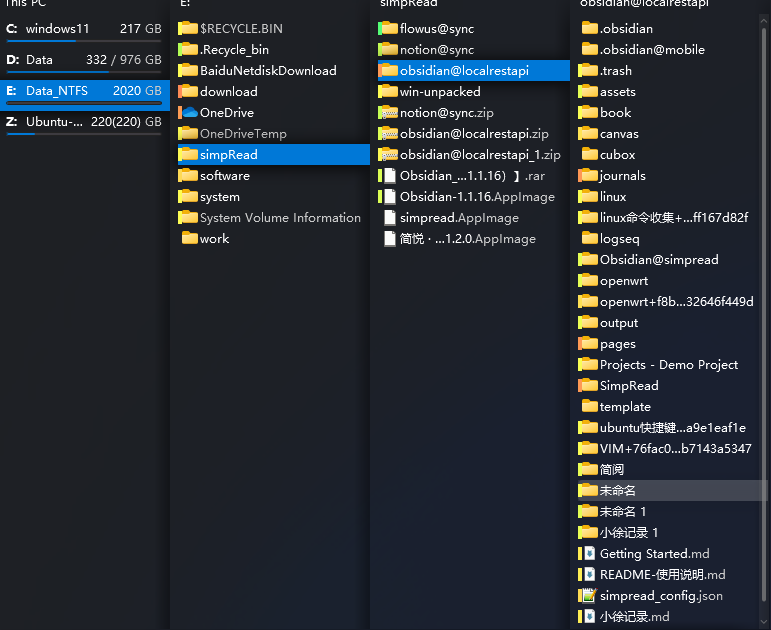 This PC
C: windows11 217 GB
D: Data 332 / 976 GB
E: Data_NTFS 2020 GB
Z: Ubuntu-... 220(220) GB
E:
$RECYCLE.BIN
.Recycle_bin
BaiduNetdiskDownload
download
OneDrive
OneDriveTemp
simpRead
software
system
System Volume Information
work
simpRead
flowus@sync
notion@sync
obsidian@localrestapi
win-unpacked
notion@sync.zip
obsidian@localrestapi.zip
obsidian@localrestapi_1.zip
Obsidian_...1.1.16）】.rar
Obsidian-1.1.16.AppImage
simpread.AppImage
简悦 · ...1.2.0.AppImage
obsidian@localrestapi
.obsidian
.obsidian@mobile
.trash
assets
book
canvas
cubox
journals
linux
linux命令收集+...ff167d82f
logseq
Obsidian@simpread
openwrt
openwrt+f8b...32646f449d
output
pages
Projects - Demo Project
SimpRead
template
ubuntu快捷键...a9e1eaf1e
VIM+76fac0...b7143a5347
简阅
未命名
未命名 1
小徐记录 1
Getting Started.md
README-使用说明.md
simpread_config.json
小徐记录.md